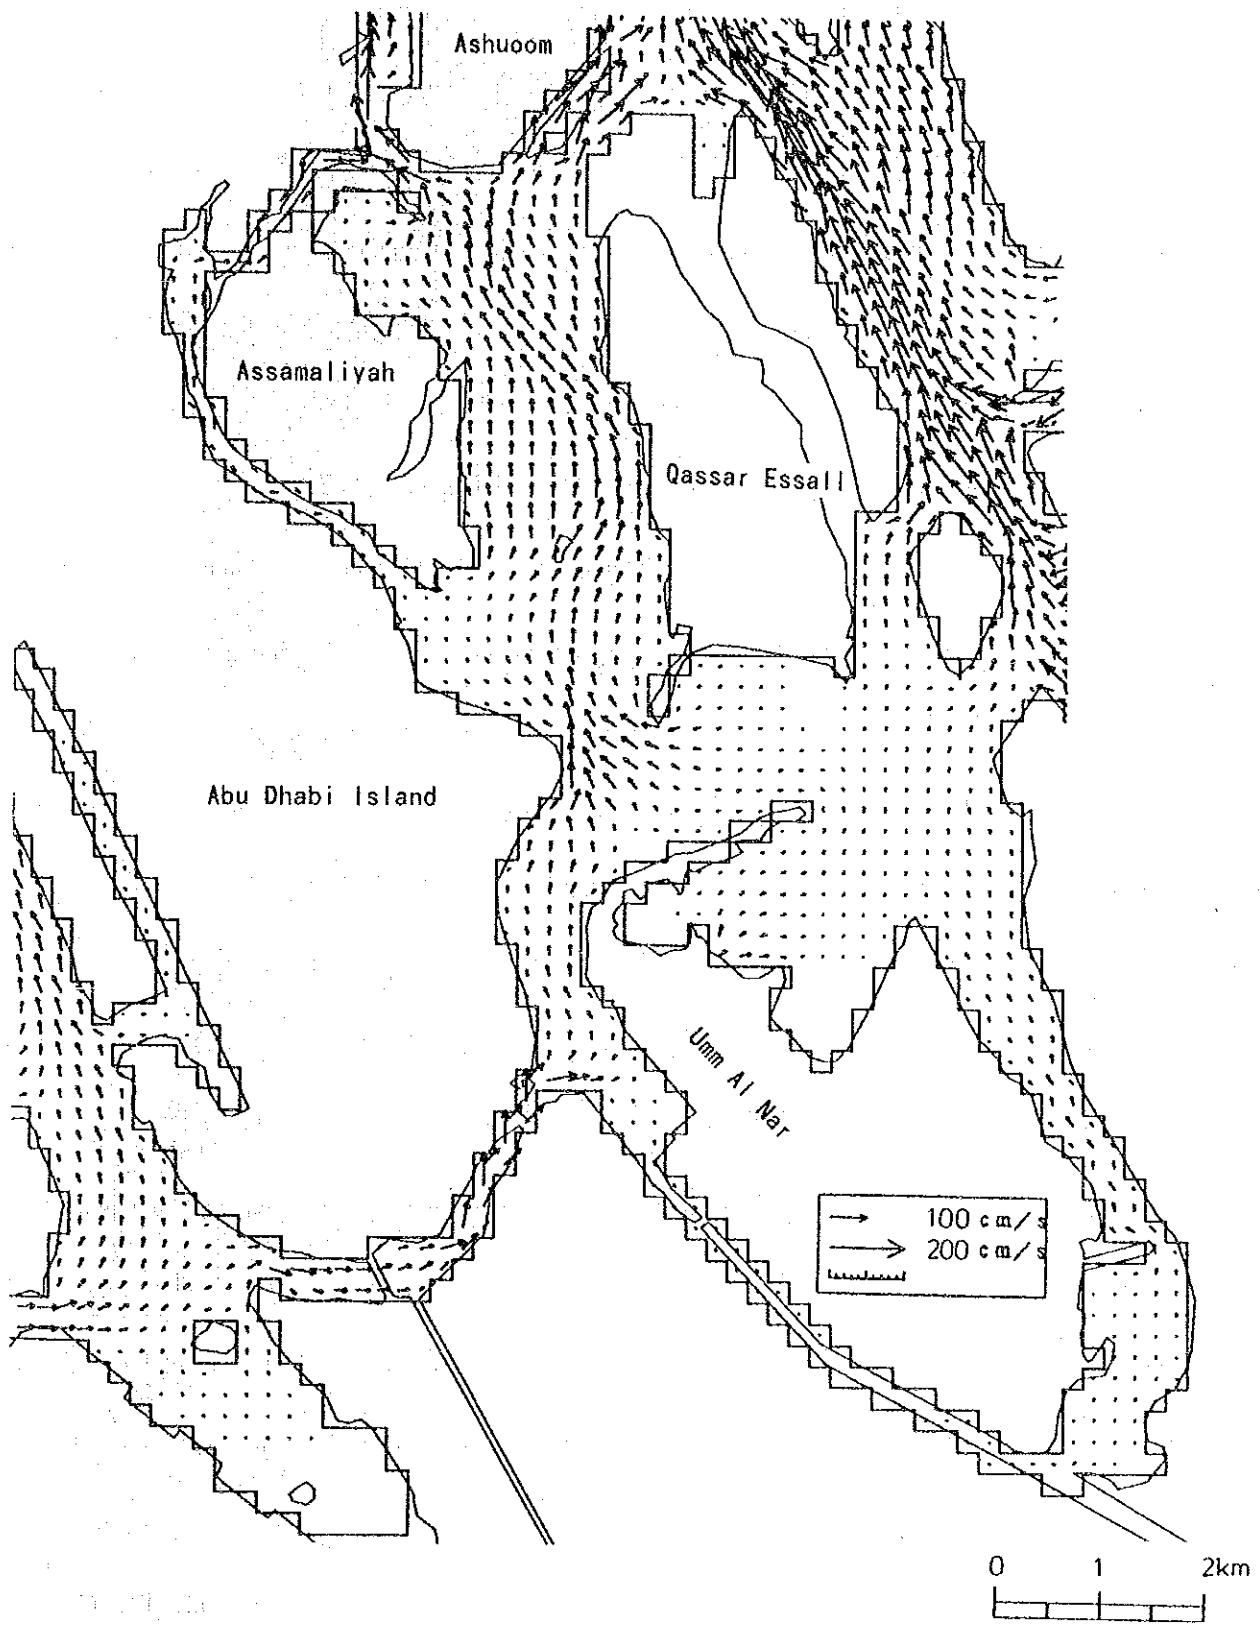 Ashuoom
Assamaliyah
Qassar Essall
Abu Dhabi Island
Umm Al Nar
100 cm/s
200 cm/s
0 1 2km